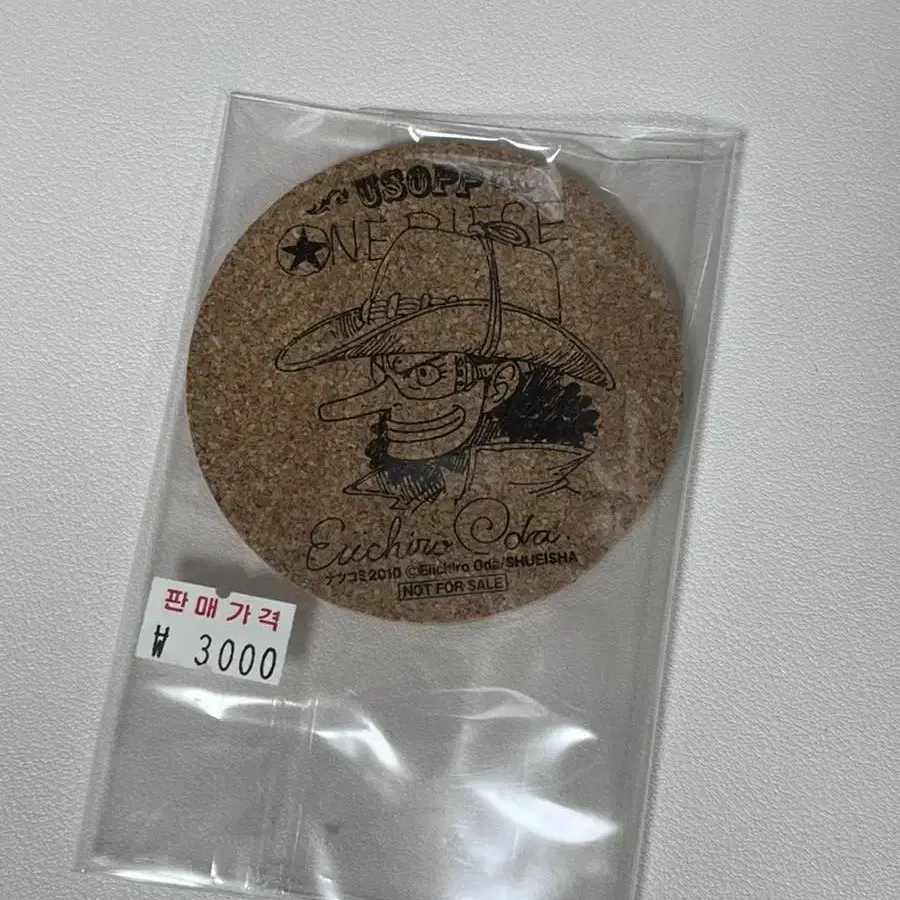 USOPP
ONE PIECE
Eiichiro Oda.
ナツコミ2010 ©Eiichiro Oda/SHUEISHA
NOT FOR SALE
판매가격
₩ 3000